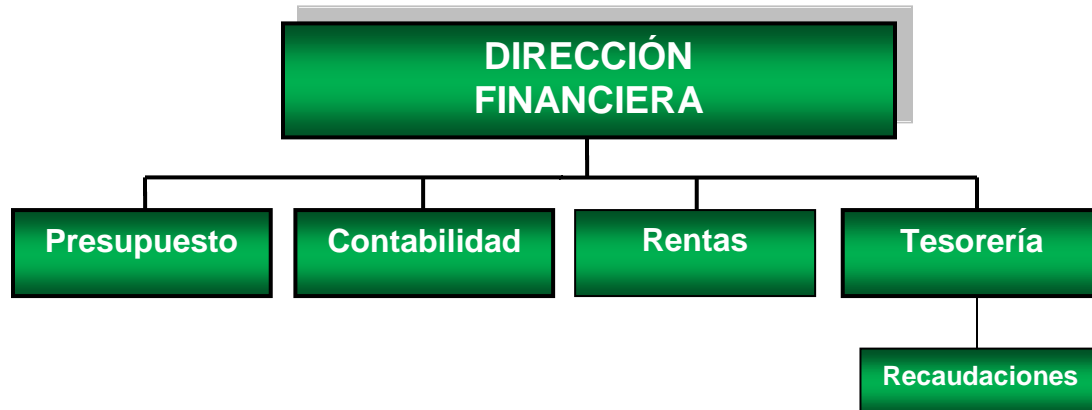 DIRECCIÓN
FINANCIERA
Presupuesto
Contabilidad
Rentas
Tesorería
Recaudaciones